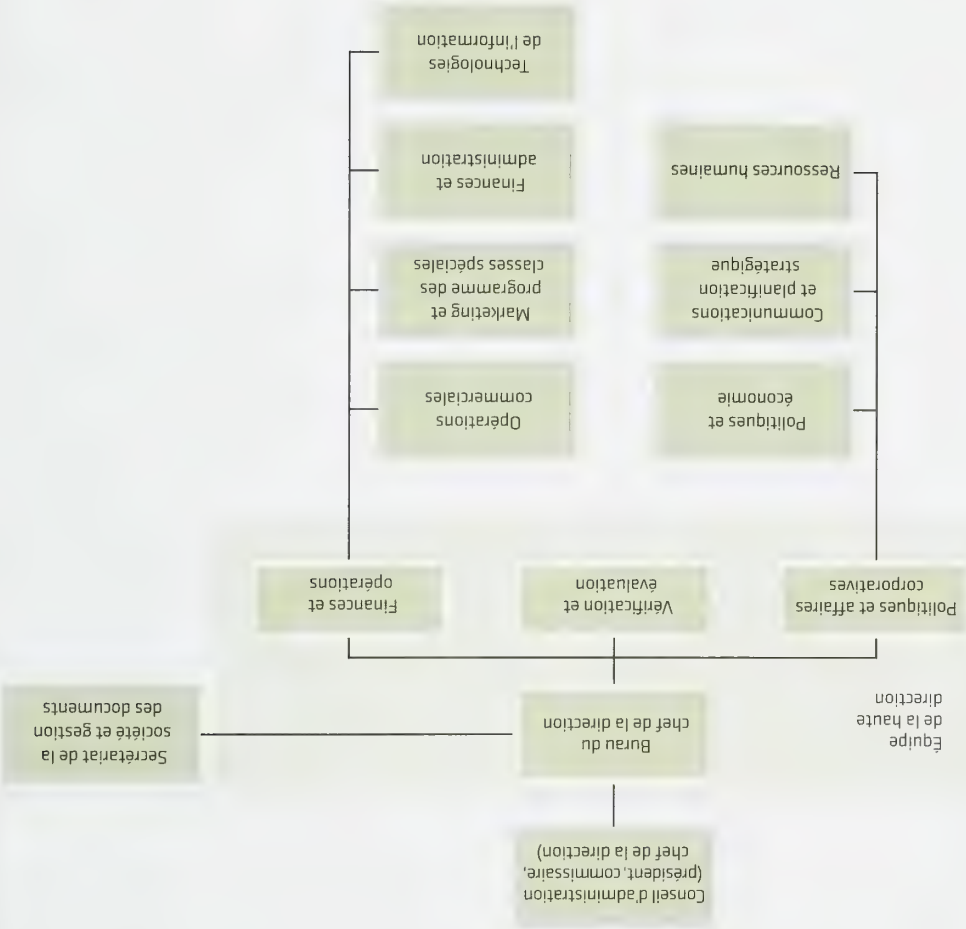 Conseil d'administration
(président, commissaire,
chef de la direction)
Équipe
de la haute
direction
Burau du
chef de la direction
Secrétariat de la
société et gestion
des documents
Politiques et affaires
corporatives
Vérification et
évaluation
Finances et
opérations
Politiques et
économie
Communications
et planification
stratégique
Ressources humaines
Opérations
commerciales
Marketing et
programme des
classes spéciales
Finances et
administration
Technologies
de l'information